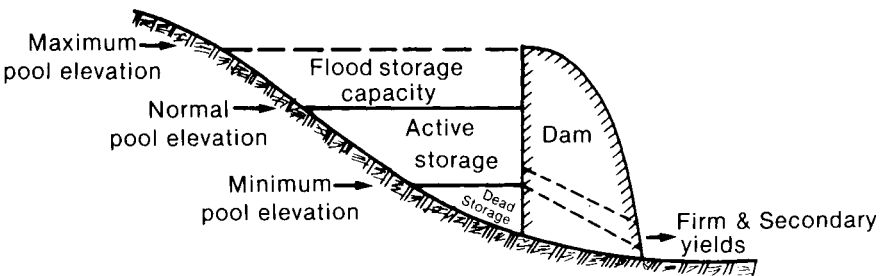 Maximum
pool elevation
Flood storage
capacity
Normal
pool elevation
Active
storage
Dam
Minimum
pool elevation
Dead
Storage
Firm & Secondary
yields